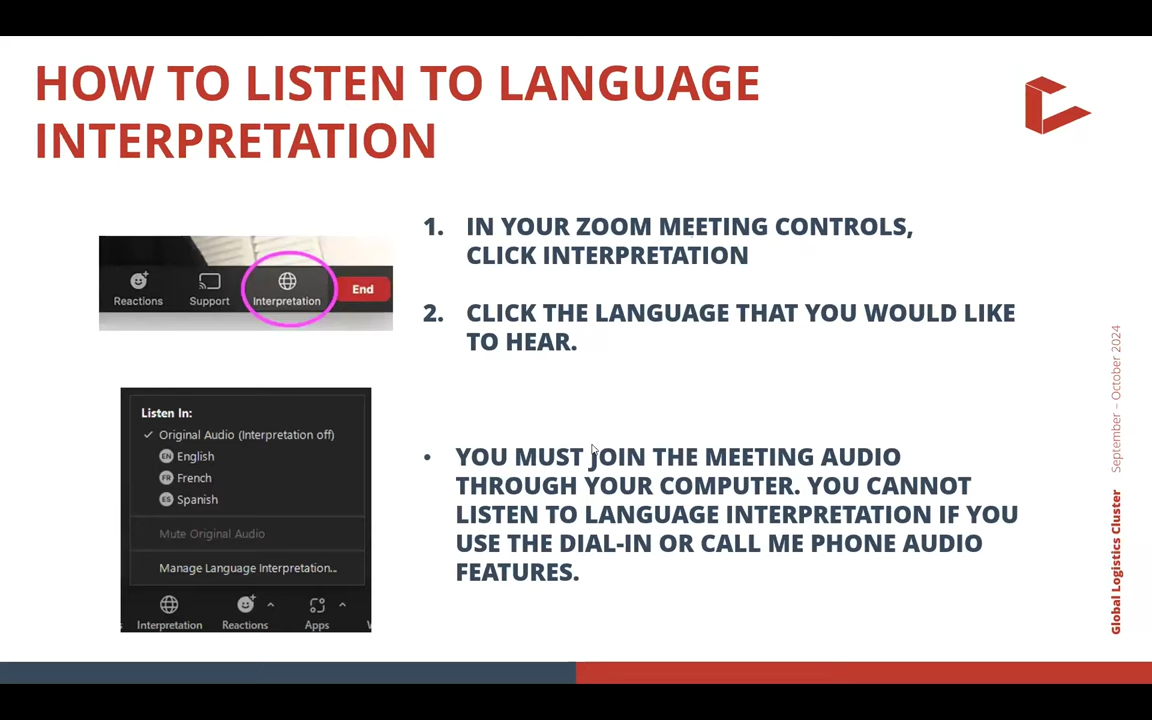 HOW TO LISTEN TO LANGUAGE
INTERPRETATION
Reactions
Support
Interpretation
End
1. IN YOUR ZOOM MEETING CONTROLS,
CLICK INTERPRETATION
2. CLICK THE LANGUAGE THAT YOU WOULD LIKE
TO HEAR.
Listen In:
✓ Original Audio (Interpretation off)
EN English
FR French
ES Spanish
Mute Original Audio
Manage Language Interpretation...
Interpretation
Reactions
Apps
• YOU MUST JOIN THE MEETING AUDIO
THROUGH YOUR COMPUTER. YOU CANNOT
LISTEN TO LANGUAGE INTERPRETATION IF YOU
USE THE DIAL-IN OR CALL ME PHONE AUDIO
FEATURES.
Global Logistics Cluster September – October 2024